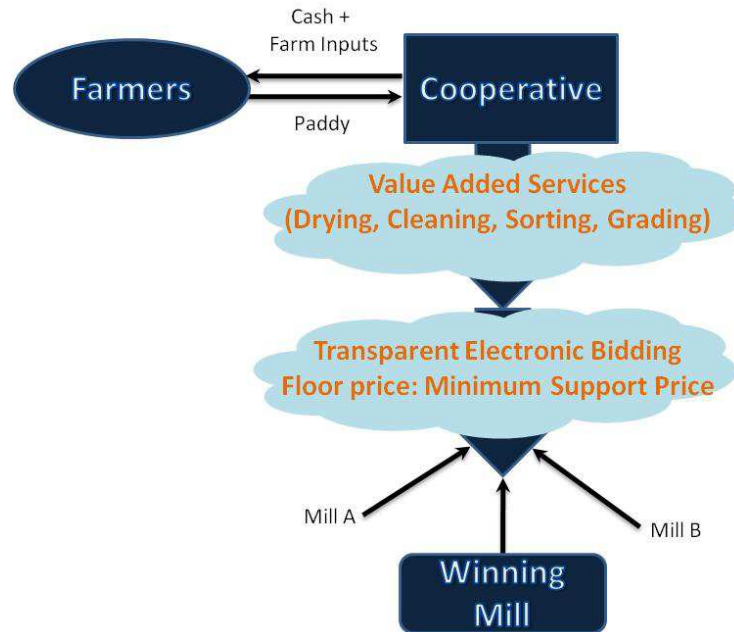 Cash +
Farm Inputs
Farmers
Cooperative
Paddy
Value Added Services
(Drying, Cleaning, Sorting, Grading)
Transparent Electronic Bidding
Floor price: Minimum Support Price
Mill A
Mill B
Winning
Mill